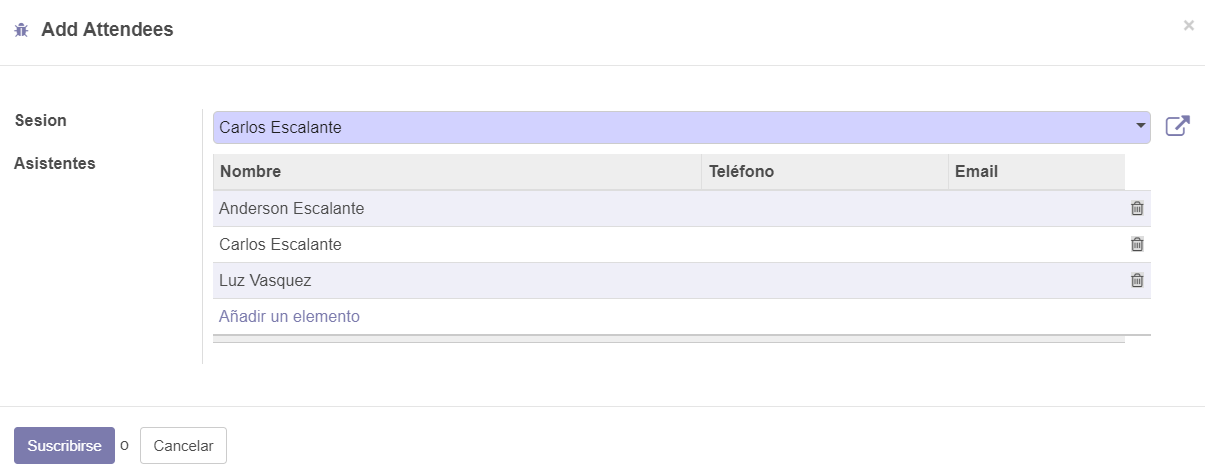 Add Attendees
×
Sesion
Carlos Escalante
Asistentes
Nombre Teléfono Email
Anderson Escalante
Carlos Escalante
Luz Vasquez
Añadir un elemento
Suscribirse o Cancelar